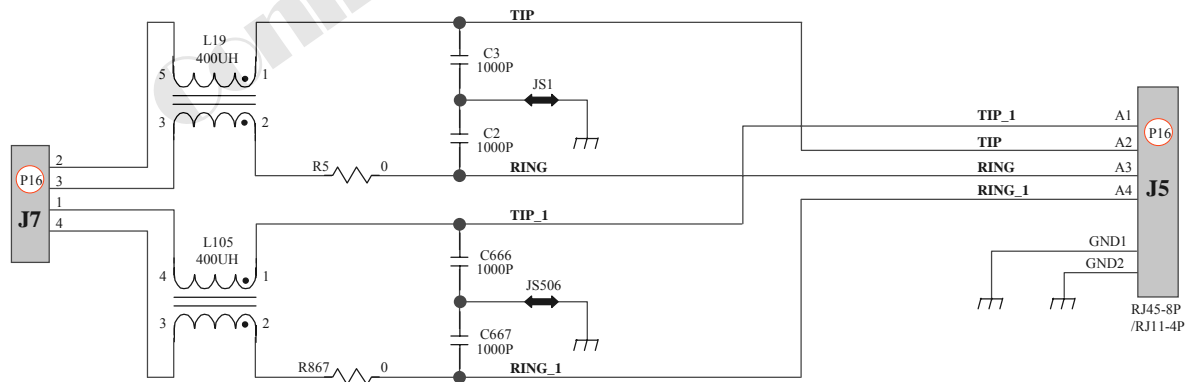 TIP
L19
400UH
C3
1000P
5
1
JS1
3
2
C2
1000P
TIP_1
A1
P16
TIP
A2
2
R5
0
RING
RING
A3
P16
3
J5
RING_1
A4
1
J7
TIP_1
4
L105
400UH
GND1
C666
1000P
4
1
GND2
JS506
3
2
C667
1000P
RJ45-8P
/RJ11-4P
R867
0
RING_1